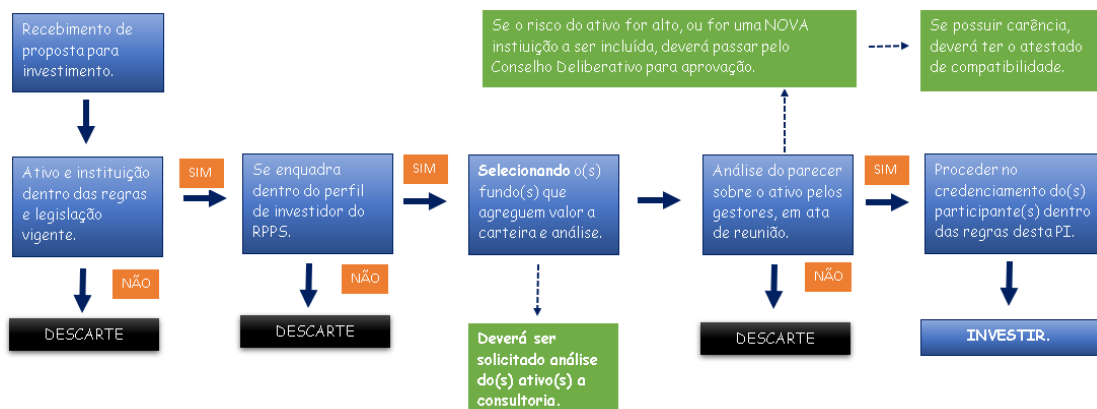 Recebimento de
proposta para
investimento.
Se o risco do ativo for alto, ou for uma NOVA
instiuição a ser incluída, deverá passar pelo
Conselho Deliberativo para aprovação.
Se possuir carência,
deverá ter o atestado
de compatibilidade.
Ativo e instituição
dentro das regras
e legislação
vigente.
SIM
Se enquadra
dentro do perfil
de investidor do
RPPS.
SIM
Selecionando o(s)
fundo(s) que
agreguem valor a
carteira e análise.
Análise do parecer
sobre o ativo pelos
gestores, em ata
de reunião.
SIM
Proceder no
credenciamento do(s)
participante(s) dentro
das regras desta PI.
NÃO
NÃO
NÃO
DESCARTE
DESCARTE
Deverá ser
solicitado análise
do(s) ativo(s) a
consultoria.
DESCARTE
INVESTIR.